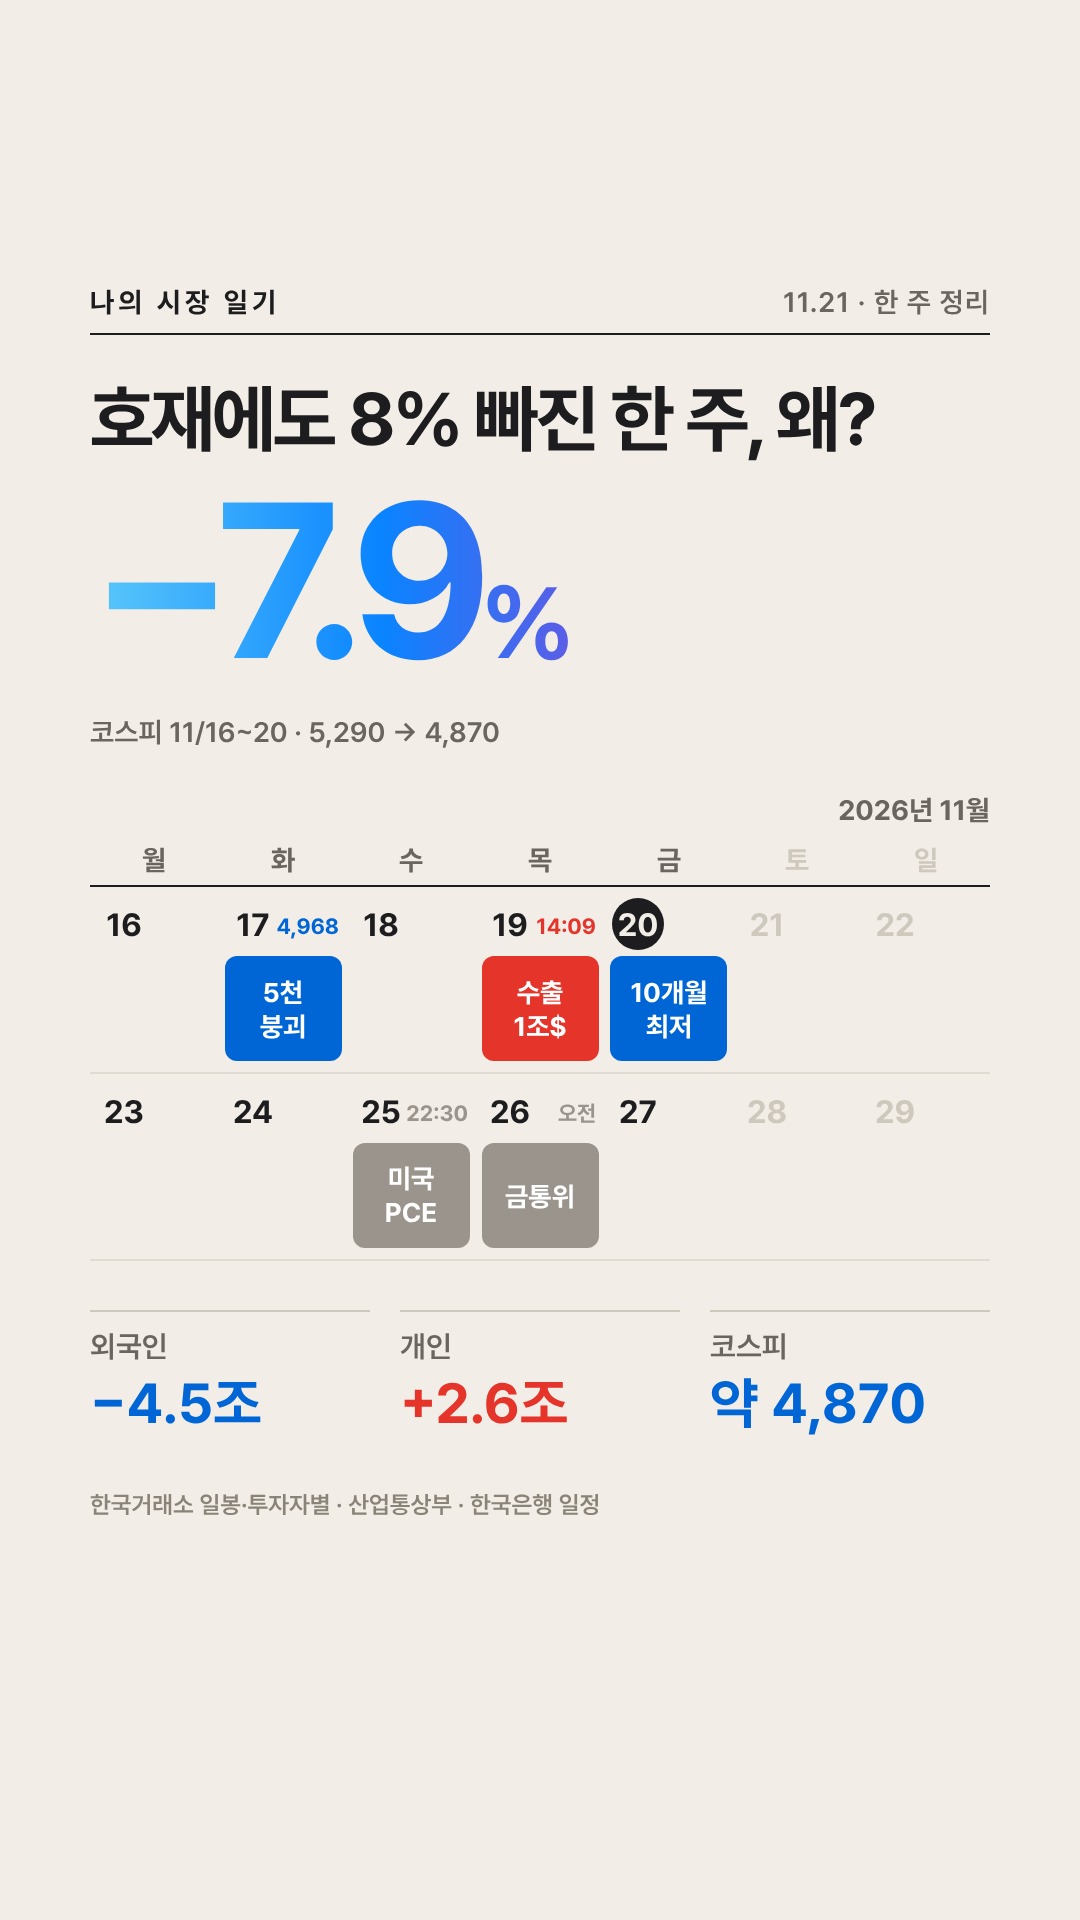 나의 시장 일기
11.21 · 한 주 정리
호재에도 8% 빠진 한 주, 왜?
−7.9%
코스피 11/16~20 · 5,290 → 4,870
2026년 11월
월 화 수 목 금 토 일
16 17 4,968 18 19 14:09 20 21 22
5천
붕괴
수출
1조$
10개월
최저
23 24 25 22:30 26 오전 27 28 29
미국
PCE
금통위
외국인
−4.5조
개인
+2.6조
코스피
약 4,870
한국거래소 일봉·투자자별 · 산업통상부 · 한국은행 일정